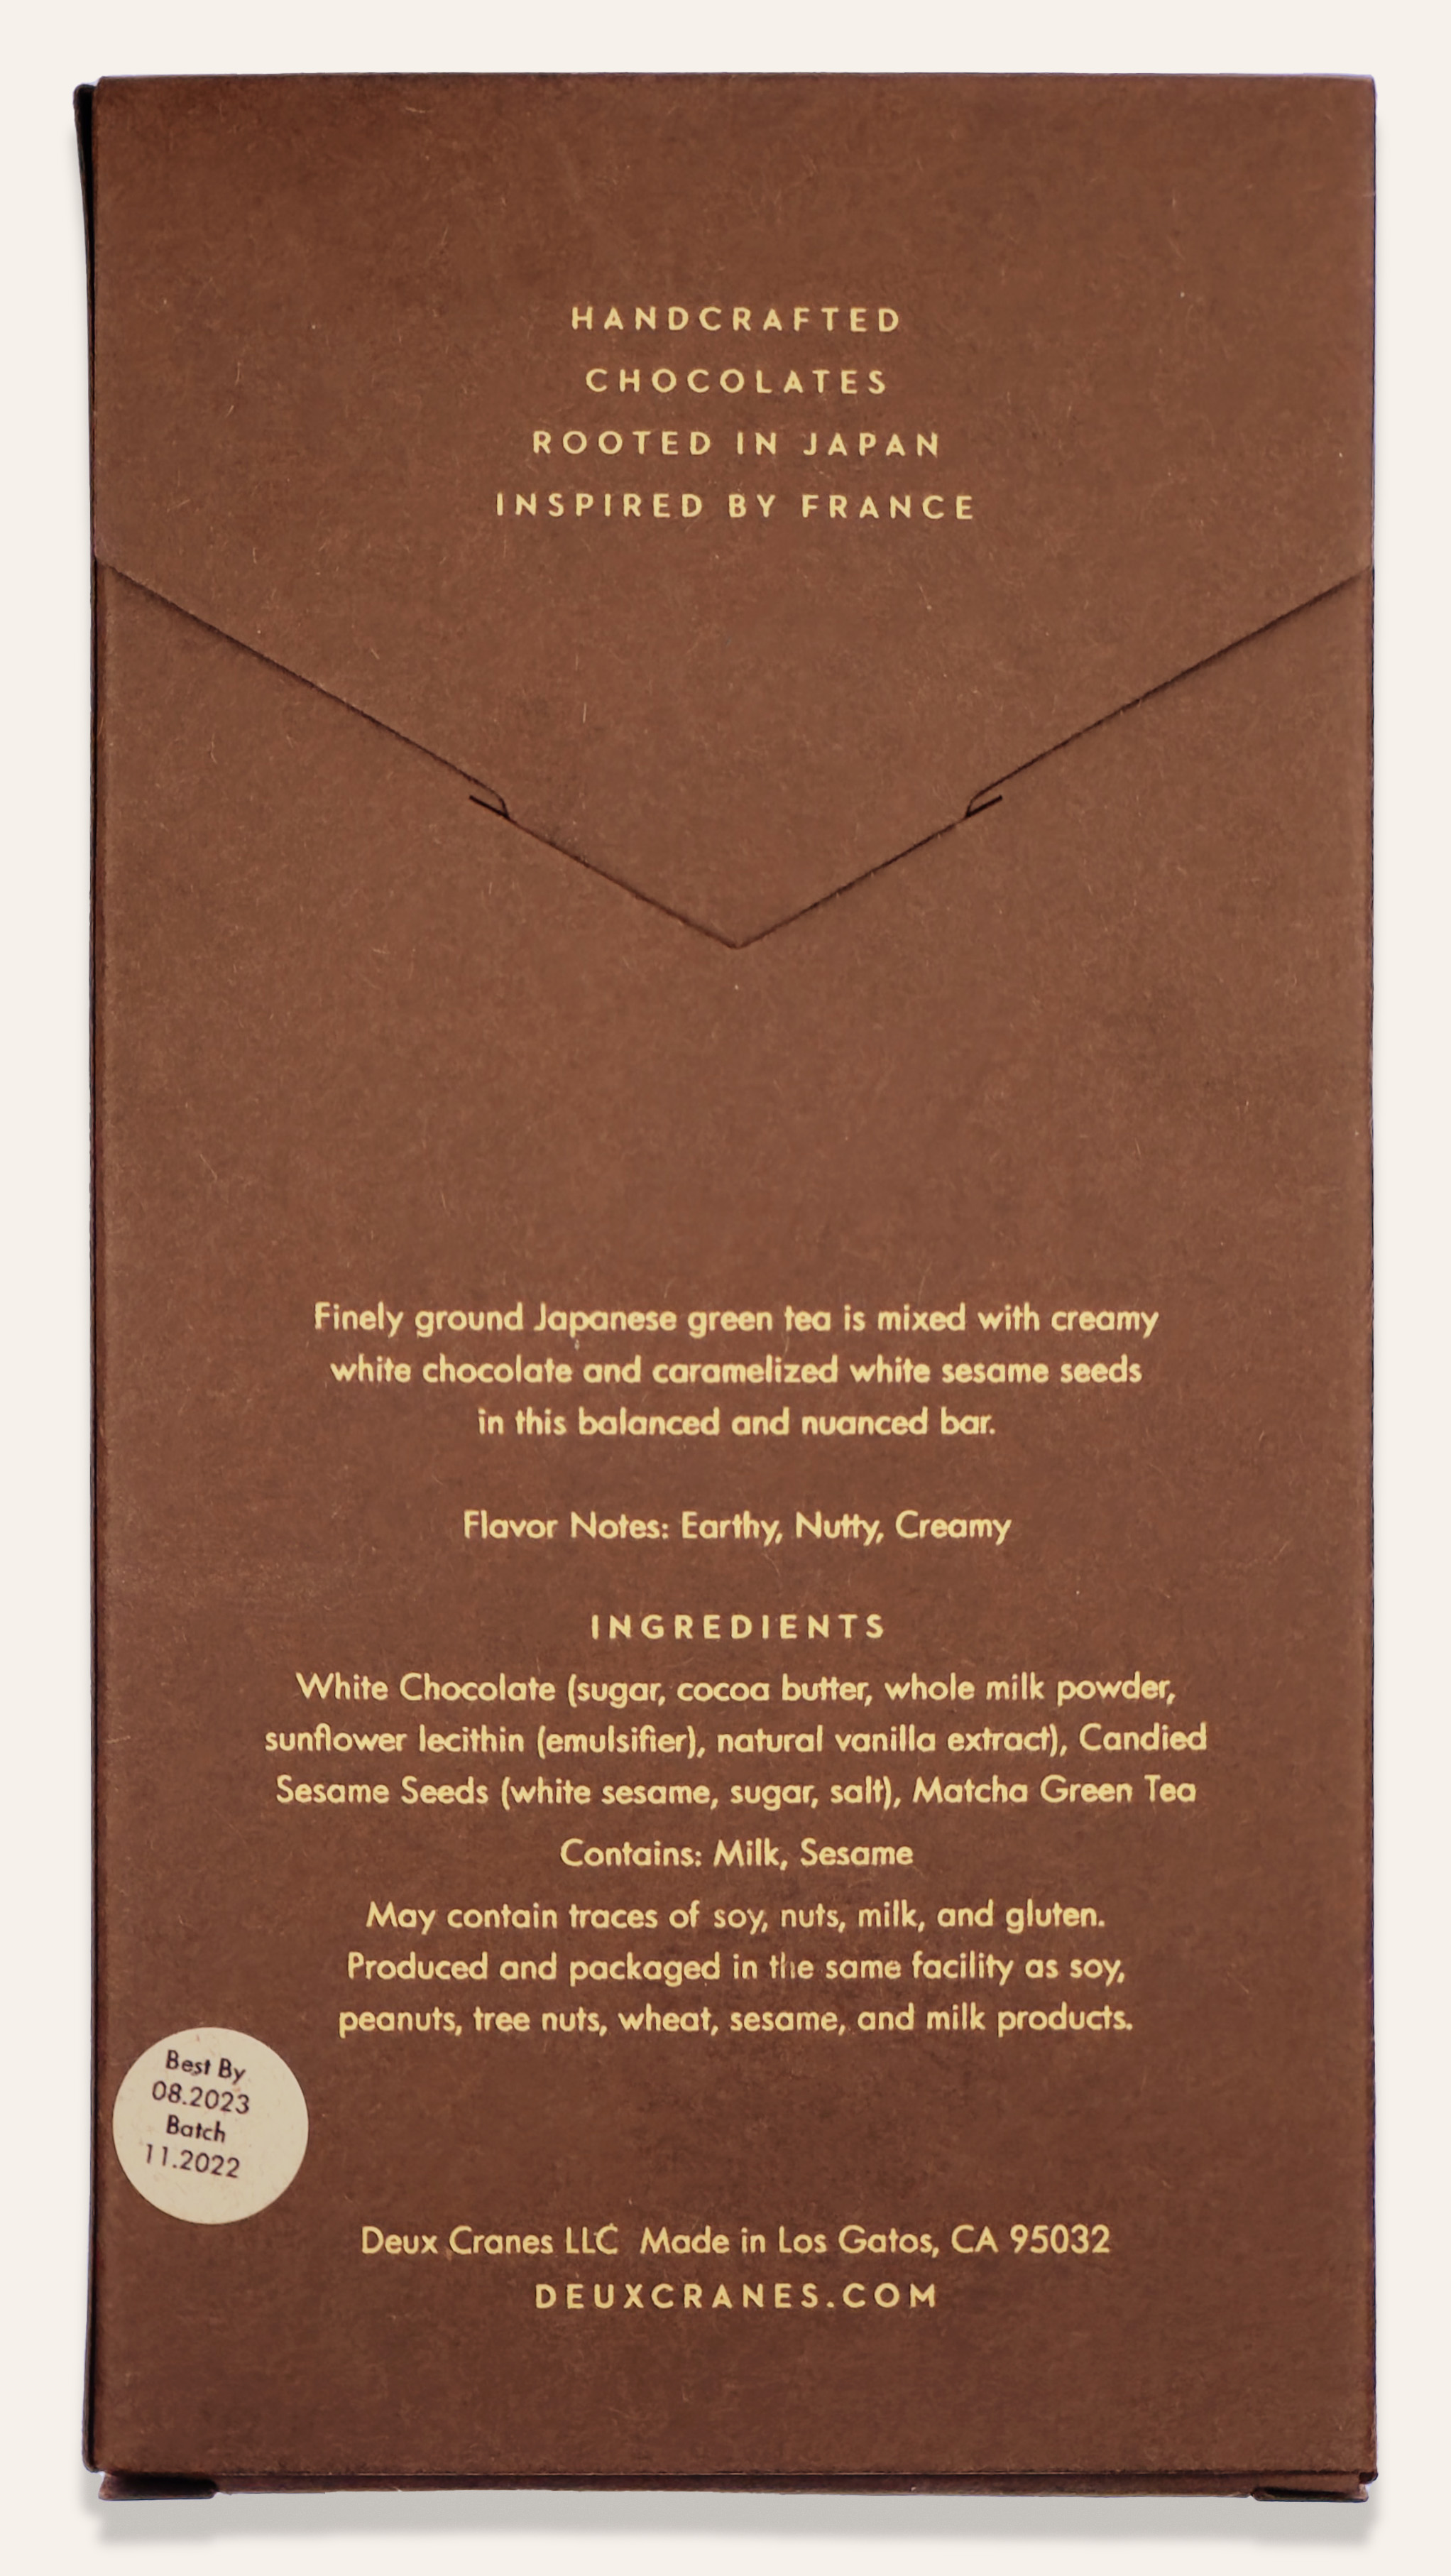 HANDCRAFTED
CHOCOLATES
ROOTED IN JAPAN
INSPIRED BY FRANCE
Finely ground Japanese green tea is mixed with creamy
white chocolate and caramelized white sesame seeds
in this balanced and nuanced bar.
Flavor Notes: Earthy, Nutty, Creamy
INGREDIENTS
White Chocolate (sugar, cocoa butter, whole milk powder,
sunflower lecithin (emulsifier), natural vanilla extract), Candied
Sesame Seeds (white sesame, sugar, salt), Matcha Green Tea
Contains: Milk, Sesame
May contain traces of soy, nuts, milk, and gluten.
Produced and packaged in the same facility as soy,
peanuts, tree nuts, wheat, sesame, and milk products.
Best By
08.2023
Batch
11.2022
Deux Cranes LLC Made in Los Gatos, CA 95032
DEUXCRANES.COM